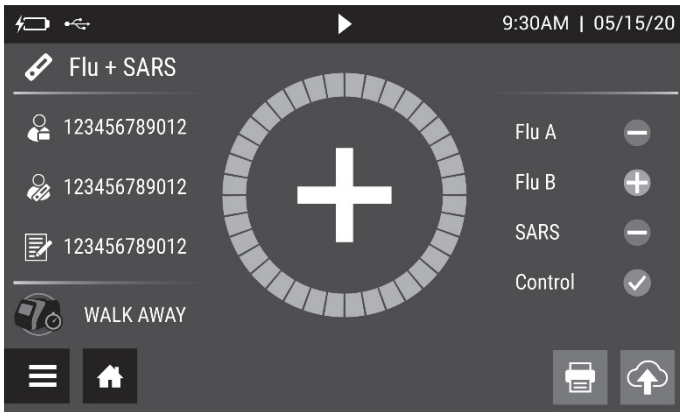 9:30AM | 05/15/20
Flu + SARS
123456789012
123456789012
123456789012
WALK AWAY
Flu A
Flu B
SARS
Control